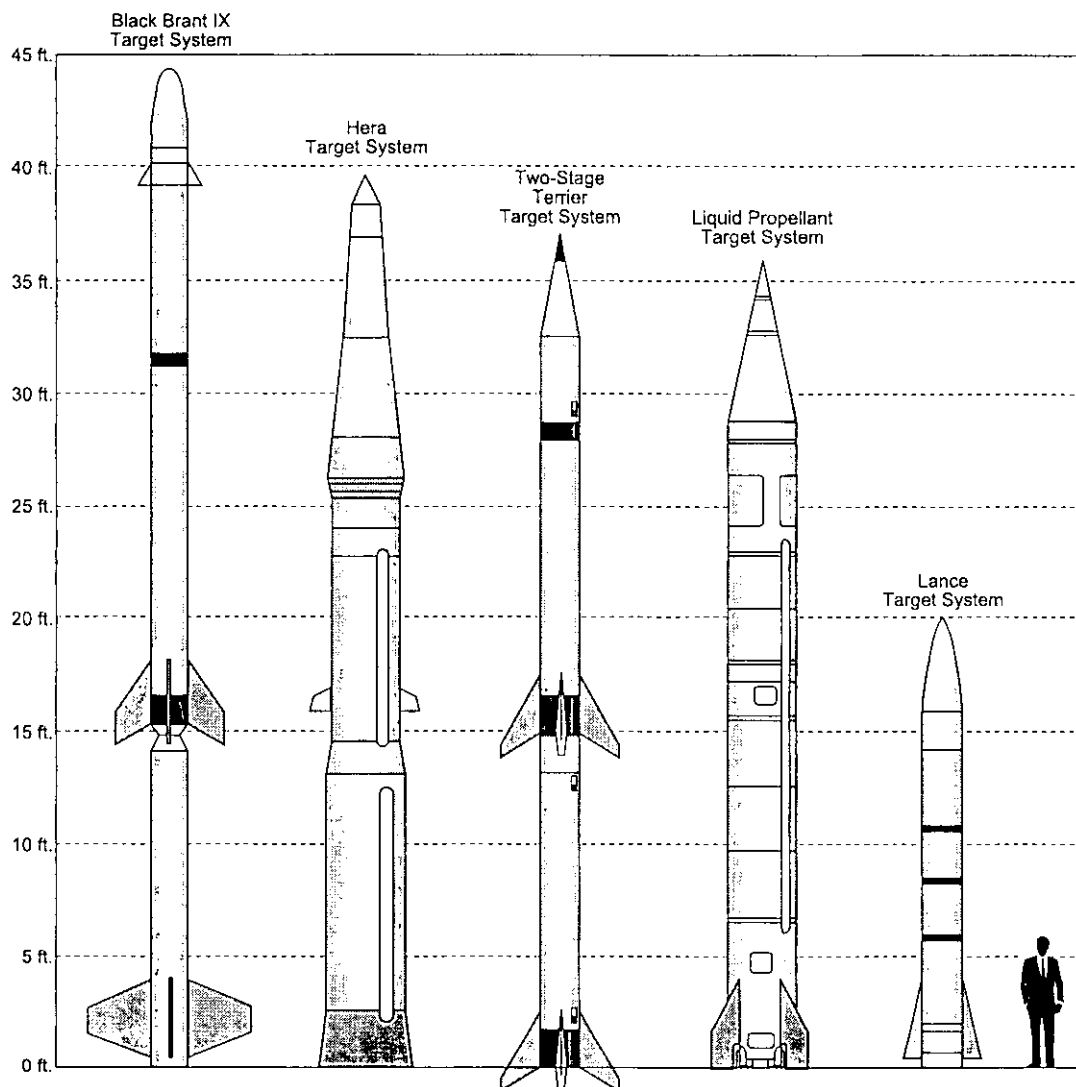 Black Brant IX
Target System
45 ft.
Hera
Target System
40 ft.
Two-Stage
Terrier
Target System
Liquid Propellant
Target System
35 ft.
30 ft.
25 ft.
Lance
Target System
20 ft.
15 ft.
10 ft.
5 ft.
0 ft.